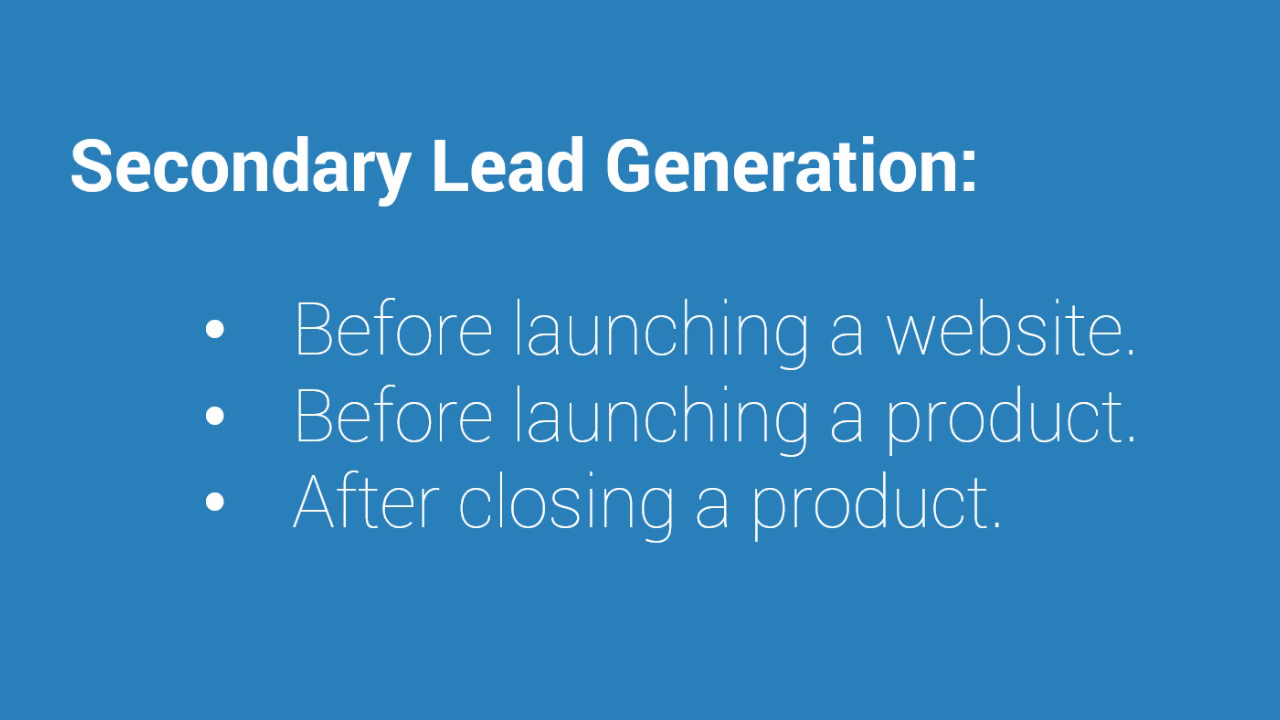 Secondary Lead Generation:
• Before launching a website.
• Before launching a product.
• After closing a product.